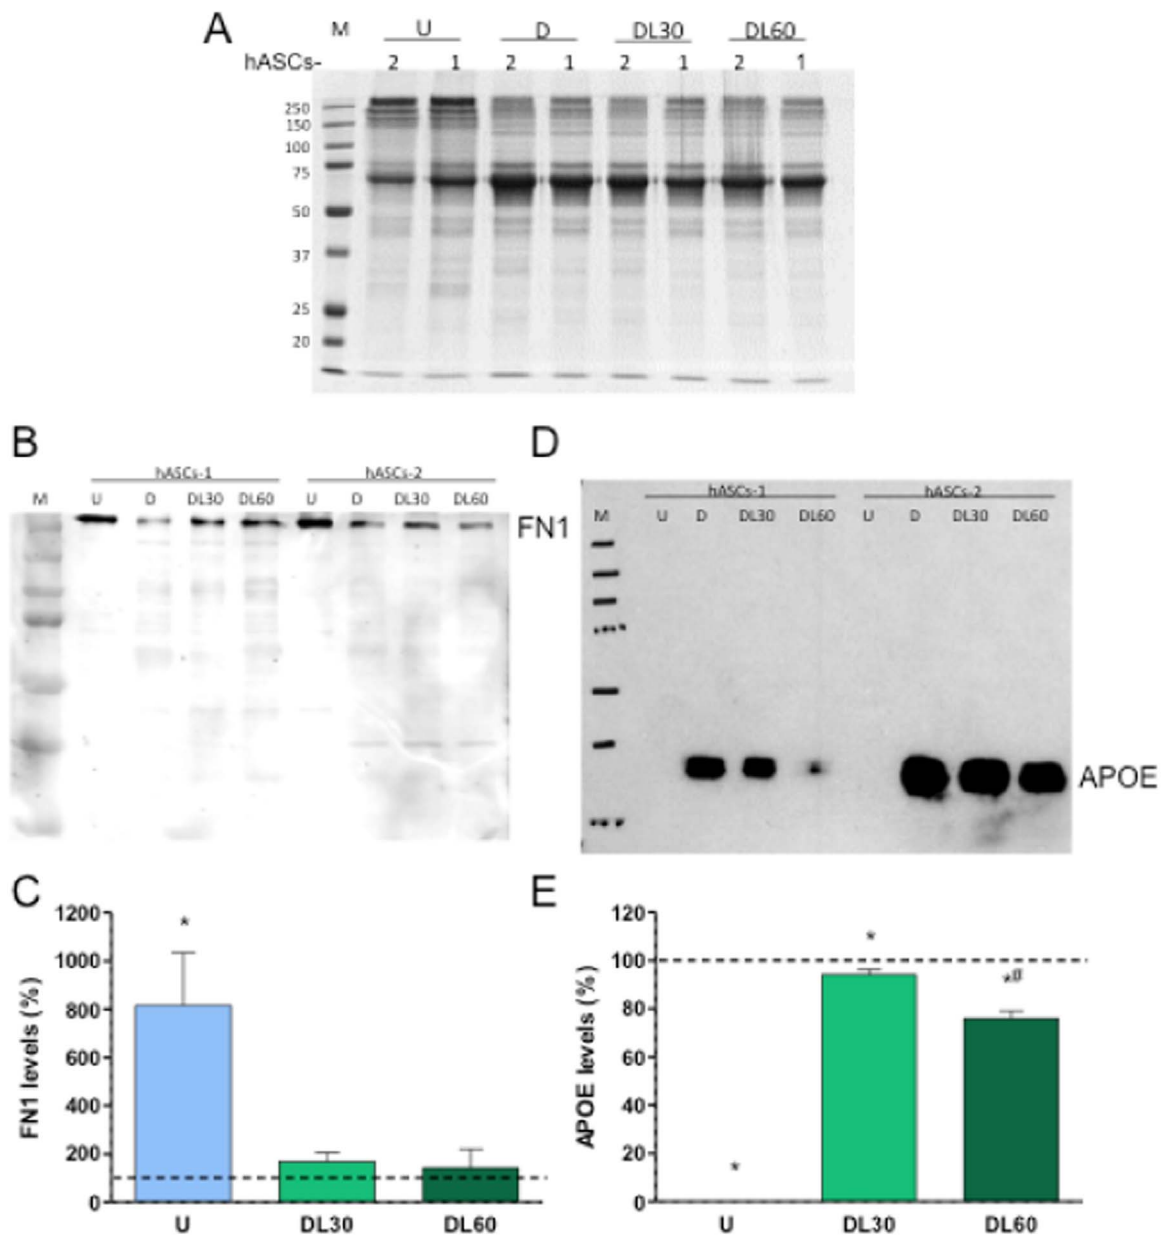 A
M U D DL30 DL60
hASCs- 2 1 2 1 2 1 2 1
250
150
100
75
50
37
25
20
B
hASCs-1 hASCs-2
M U D DL30 DL60 U D DL30 DL60
FN1
D
hASCs-1 hASCs-2
M U D DL30 DL60 U D DL30 DL60
APOE
C
FN1 levels (%)
1200
1000
800
600
400
200
0
*
U DL30 DL60
E
APOE levels (%)
120
100
80
60
40
20
0
*
*
*#
U DL30 DL60